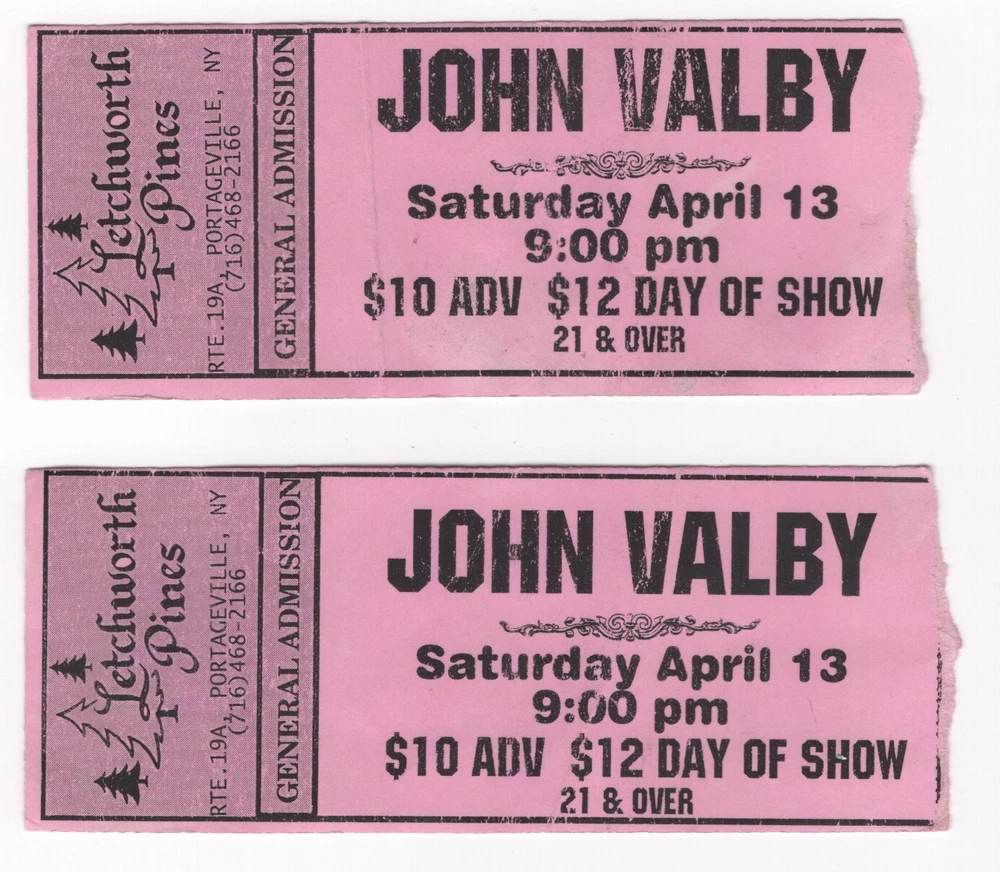 Letchworth
Pines
RTE.19A, PORTAGEVILLE, NY
(716)468-2166
GENERAL ADMISSION
JOHN VALBY
Saturday April 13
9:00 pm
$10 ADV $12 DAY OF SHOW
21 & OVER
Letchworth
Pines
RTE.19A, PORTAGEVILLE, NY
(716)468-2166
GENERAL ADMISSION
JOHN VALBY
Saturday April 13
9:00 pm
$10 ADV $12 DAY OF SHOW
21 & OVER